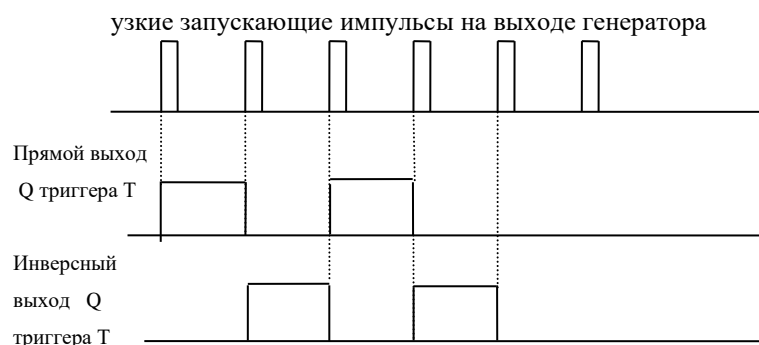 узкие запускающие импульсы на выходе генератора
Прямой выход
Q триггера Т
Инверсный
выход Q
триггера Т